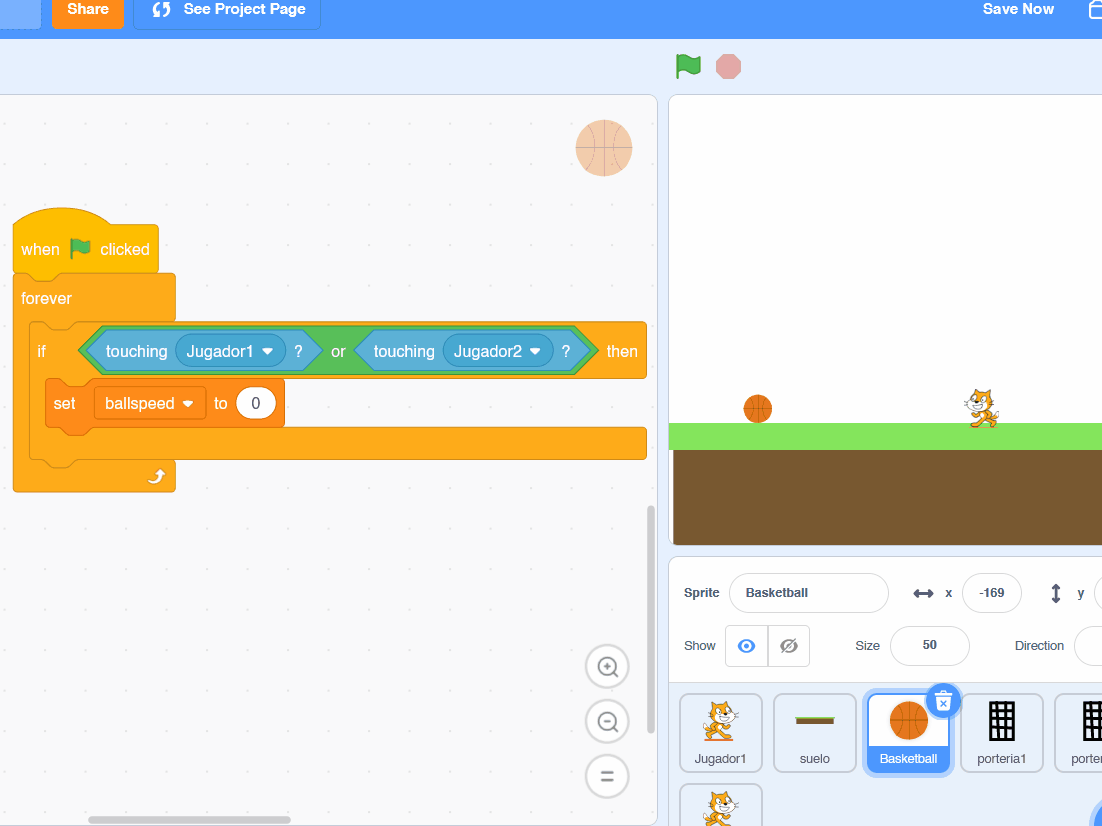 Share
See Project Page
Save Now
when clicked
forever
if touching Jugador1 ? or touching Jugador2 ? then
set ballspeed to 0
Sprite Basketball x -169 y
Show Size 50 Direction
Jugador1 suelo Basketball porteria1